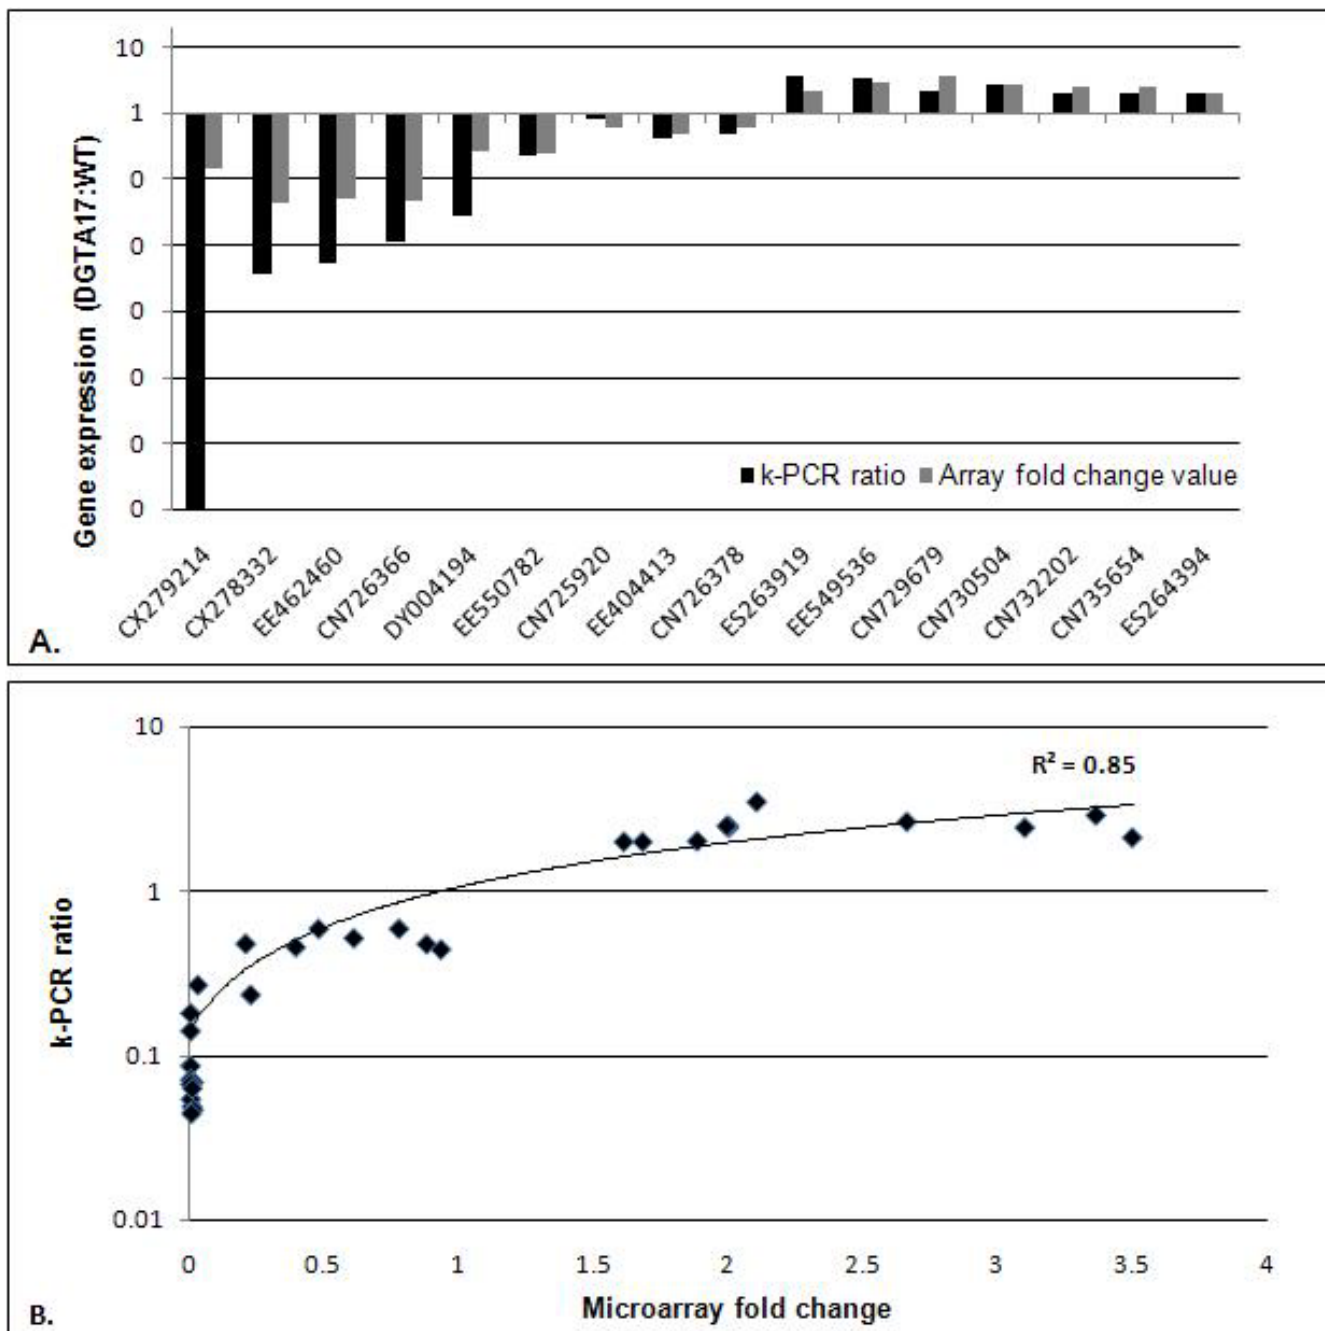 10
1
0
0
0
0
0
0
Gene expression (DGTA17:WT)
k-PCR ratio Array fold change value
CX279214
CX278332
EE462460
CN726366
DY004194
EE550782
CN725920
EE404413
CN726378
ES263919
EE549536
CN729679
CN730504
CN732202
CN735654
ES264394
A.
10
R² = 0.85
1
0.1
0.01
k-PCR ratio
0 0.5 1 1.5 2 2.5 3 3.5 4
Microarray fold change
B.